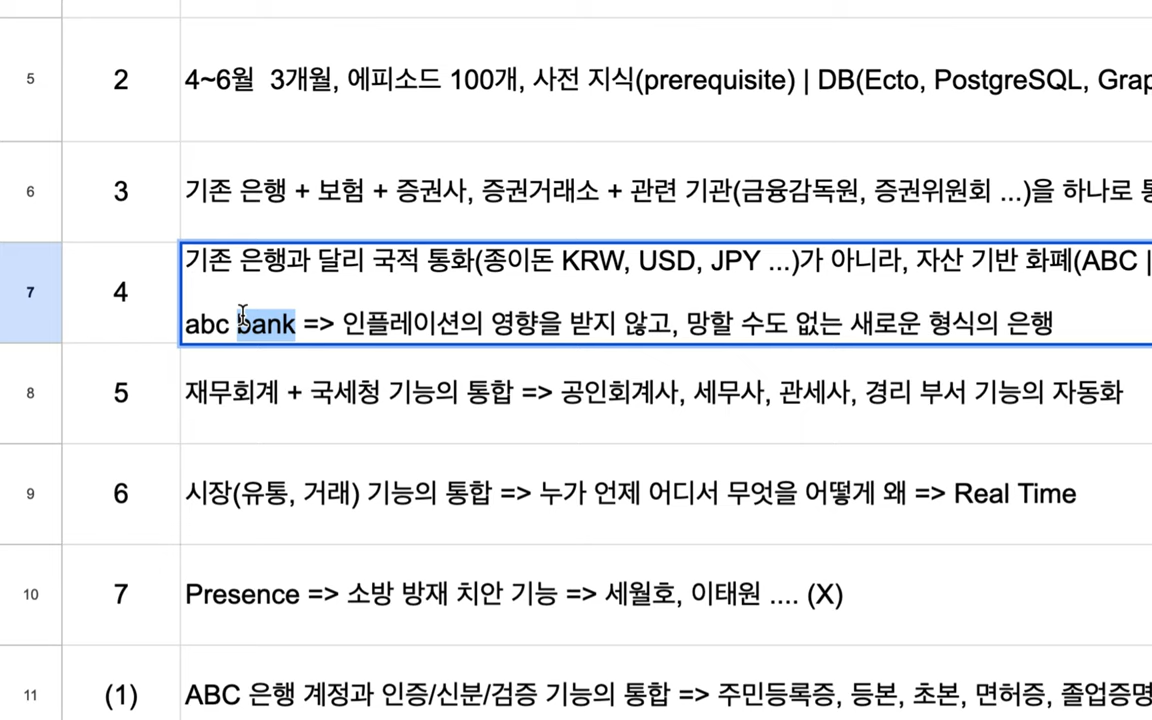 5 2 4~6월  3개월, 에피소드 100개, 사전 지식(prerequisite) | DB(Ecto, PostgreSQL,
6 3 기존 은행 + 보험 + 증권사, 증권거래소 + 관련 기관(금융감독원, 증권위원회 ...)을 하나로
기존 은행과 달리 국적 통화(종이돈 KRW, USD, JPY ...)가 아니라, 자산 기반 화폐(ABC |
7 4
abc bank => 인플레이션의 영향을 받지 않고, 망할 수도 없는 새로운 형식의 은행
8 5 재무회계 + 국세청 기능의 통합 => 공인회계사, 세무사, 관세사, 경리 부서 기능의 자동화
9 6 시장(유통, 거래) 기능의 통합 => 누가 언제 어디서 무엇을 어떻게 왜 => Real Time
10 7 Presence => 소방 방재 치안 기능 => 세월호, 이태원 .... (X)
11 (1) ABC 은행 계정과 인증/신분/검증 기능의 통합 => 주민등록증, 등본, 초본, 면허증, 졸업증명